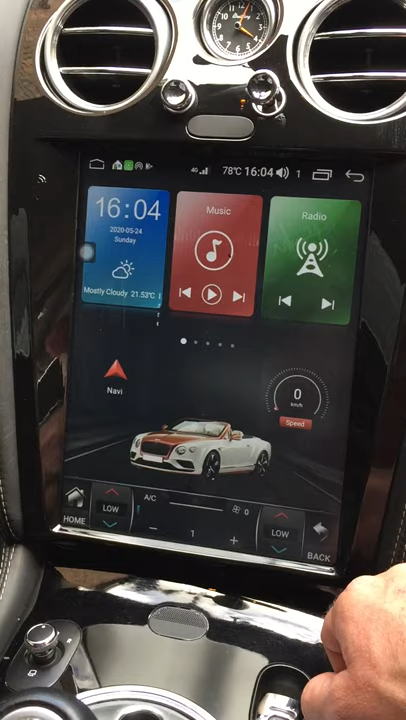 4G 78℃ 16:04 1
16:04
2020-05-24
Sunday
Mostly Cloudy 21.53℃
Music
Radio
Navi
0
km/h
Speed
HOME
LOW
A/C
0
1
LOW
BACK